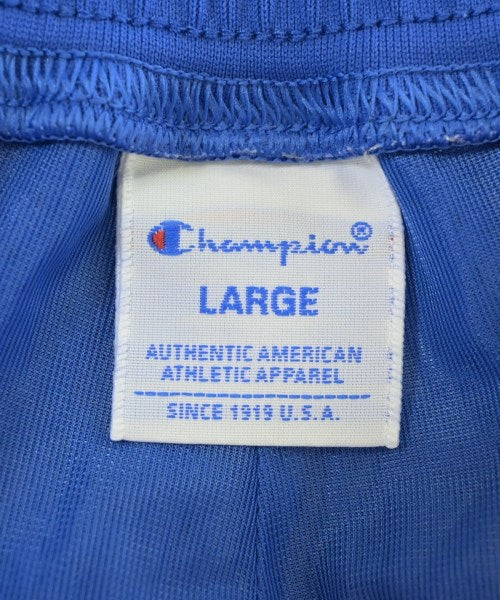 Champion®
LARGE
AUTHENTIC AMERICAN
ATHLETIC APPAREL
SINCE 1919 U.S.A.